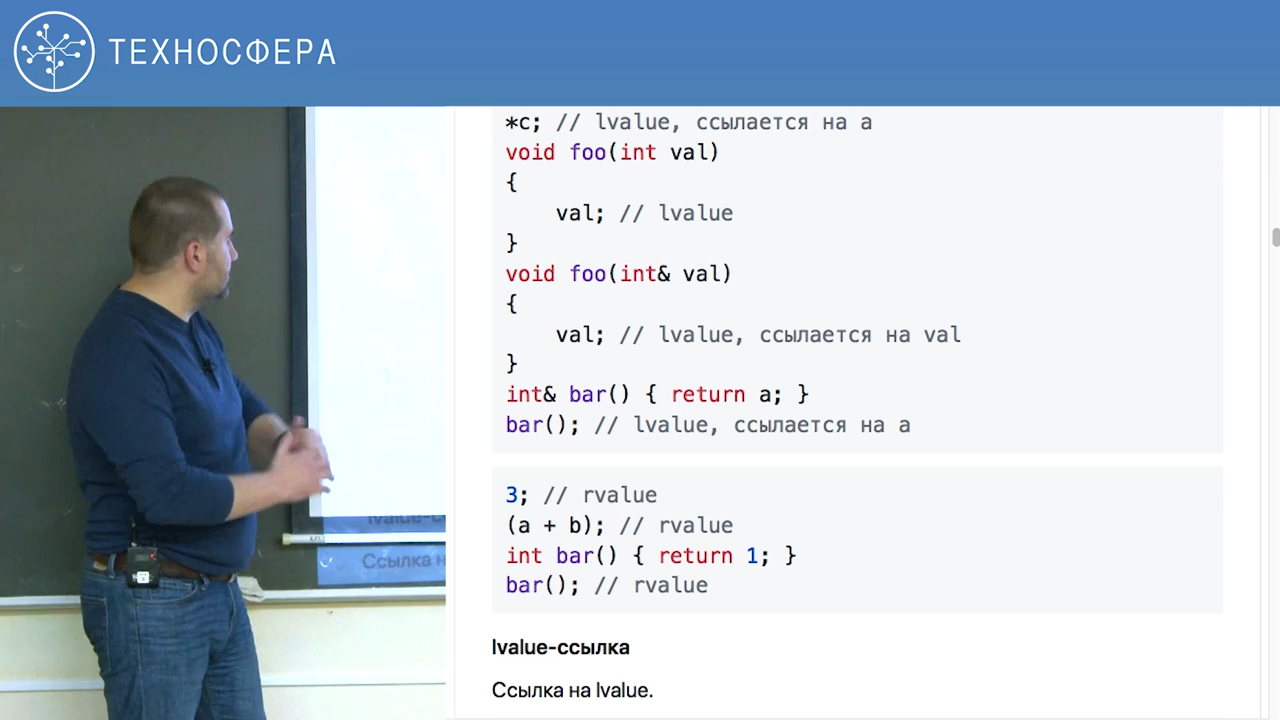 ТЕХНОСФЕРА
*c; // lvalue, ссылается на a
void foo(int val)
{
    val; // lvalue
}
void foo(int& val)
{
    val; // lvalue, ссылается на val
}
int& bar() { return a; }
bar(); // lvalue, ссылается на a
3; // rvalue
(a + b); // rvalue
int bar() { return 1; }
bar(); // rvalue
lvalue-ссылка
Ссылка на lvalue.
lvalue-c
Ссылка н